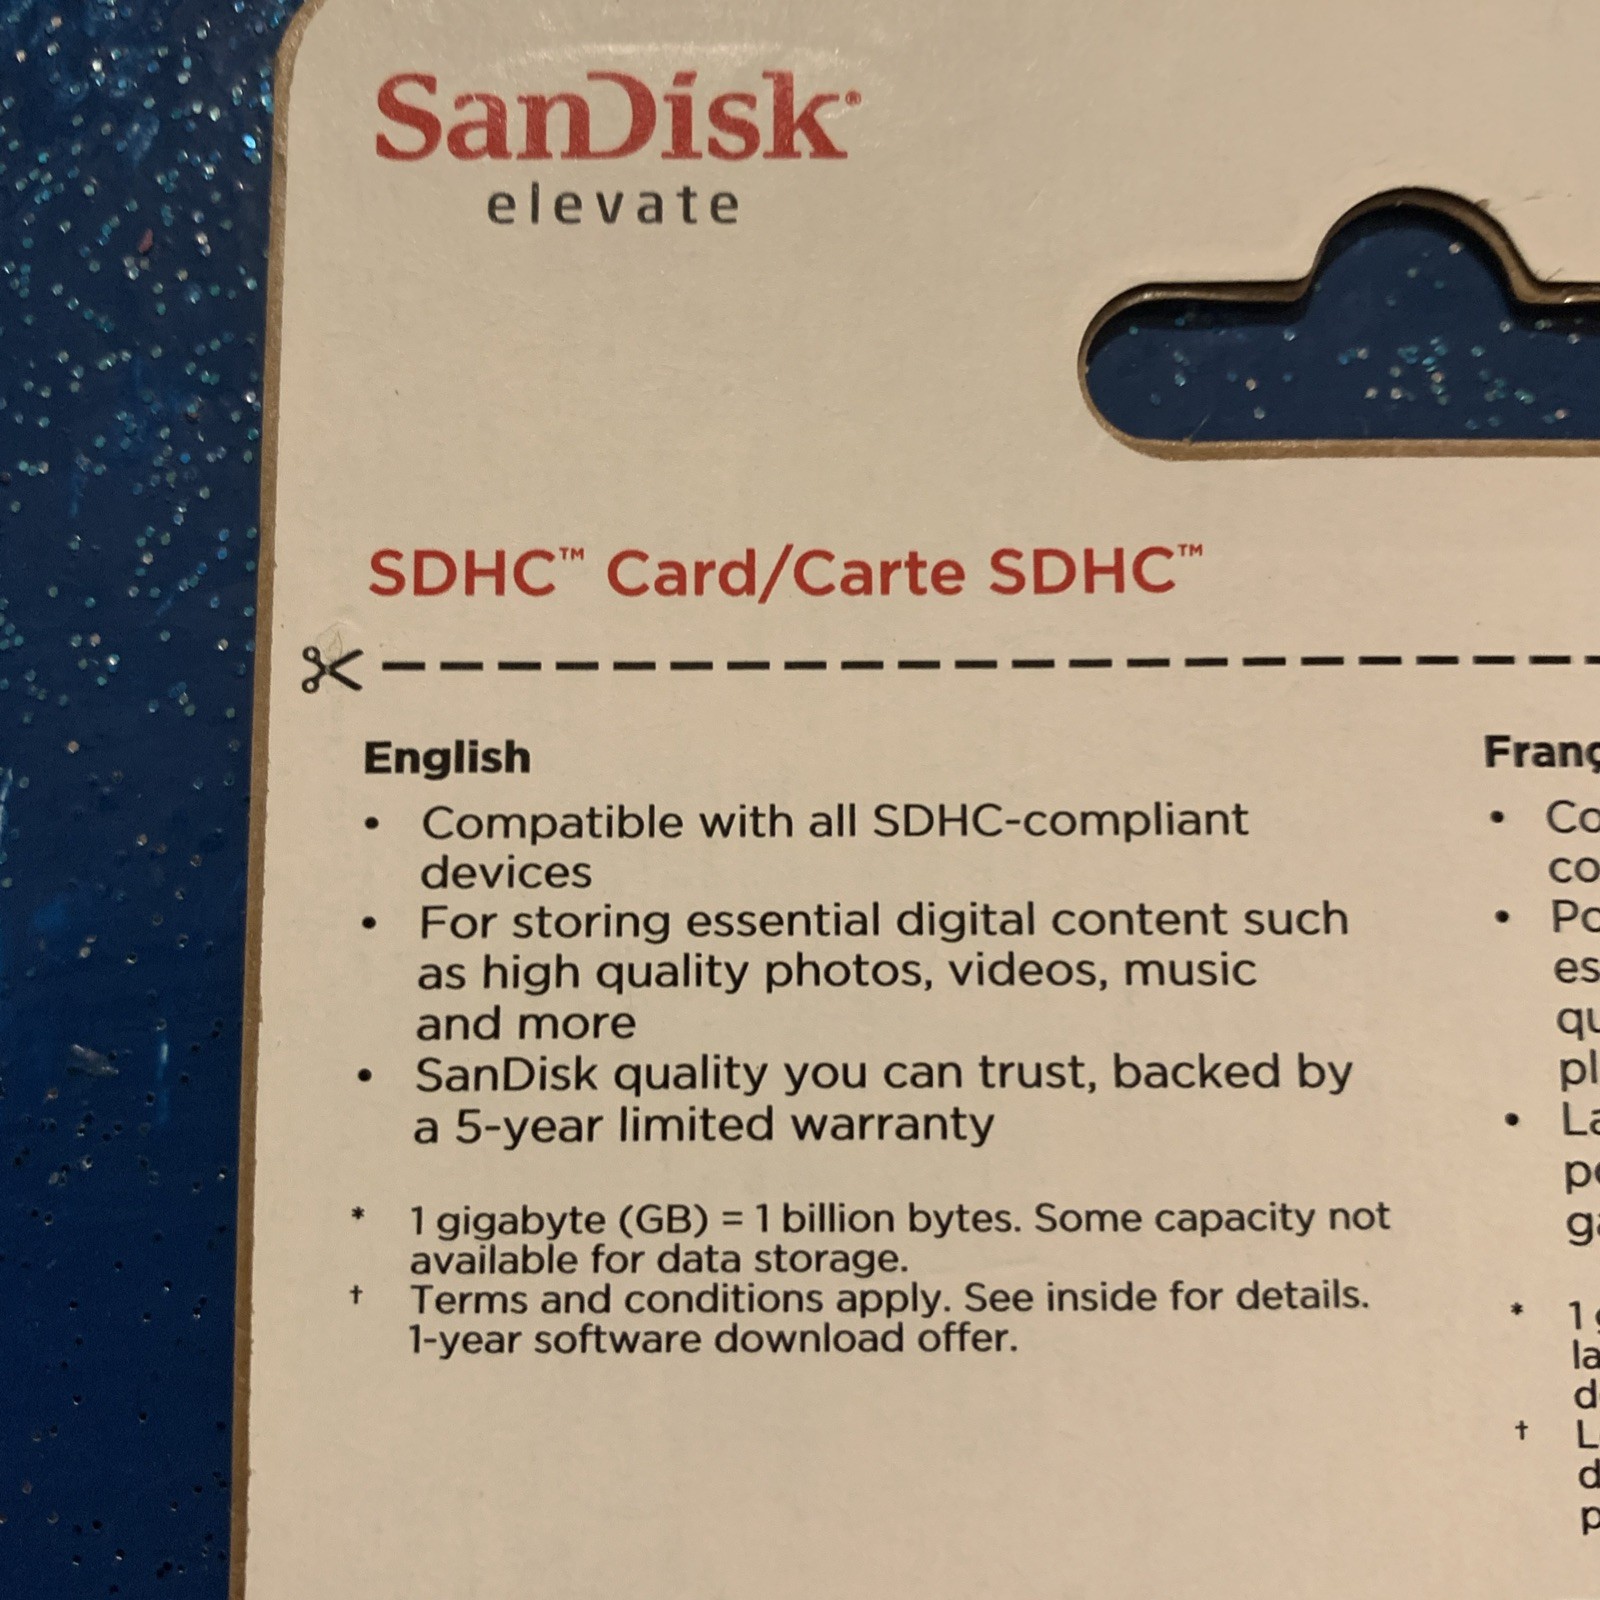 SanDisk®
elevate
SDHC™ Card/Carte SDHC™
English
• Compatible with all SDHC-compliant
devices
• For storing essential digital content such
as high quality photos, videos, music
and more
• SanDisk quality you can trust, backed by
a 5-year limited warranty
* 1 gigabyte (GB) = 1 billion bytes. Some capacity not
available for data storage.
† Terms and conditions apply. See inside for details.
1-year software download offer.